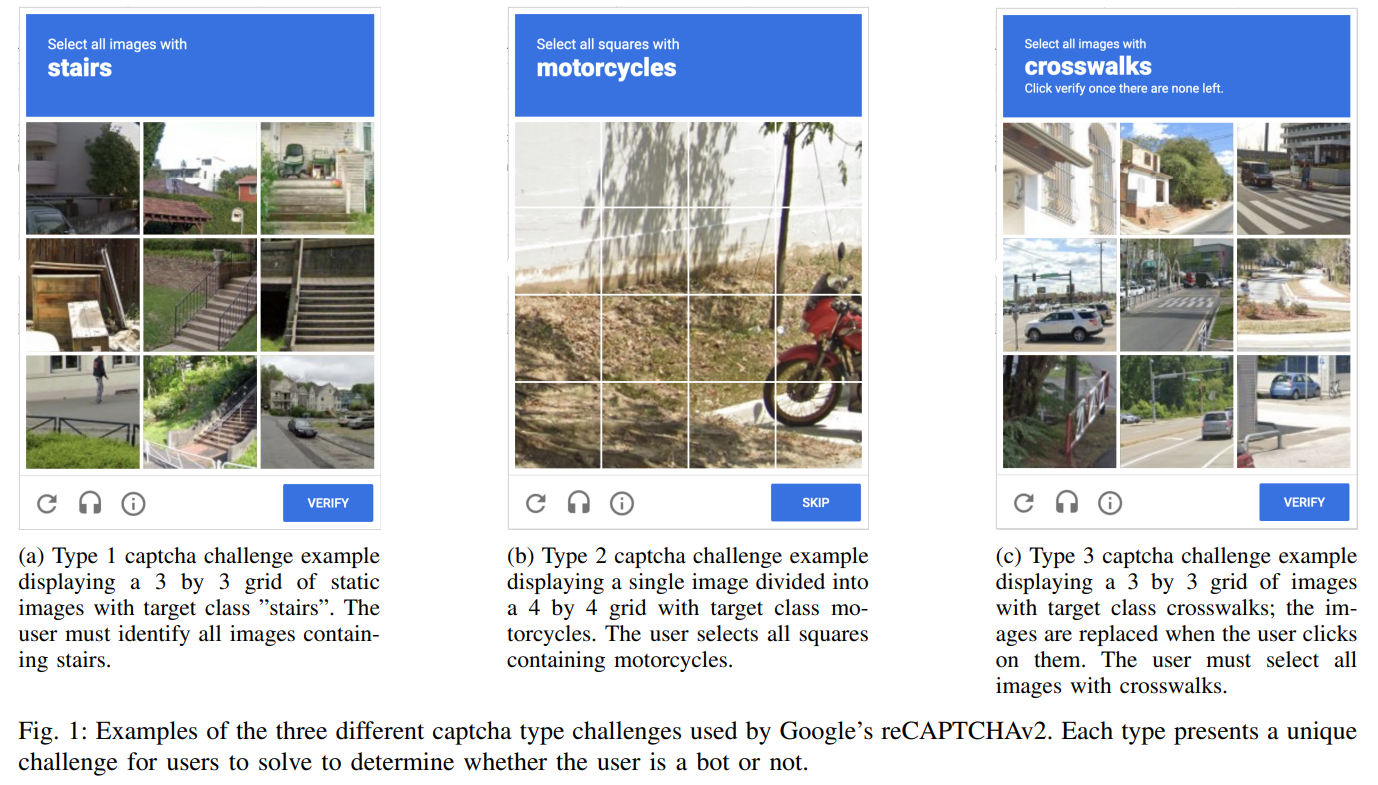 Select all images with
stairs
VERIFY
(a) Type 1 captcha challenge example
displaying a 3 by 3 grid of static
images with target class ”stairs”. The
user must identify all images contain-
ing stairs.
Select all squares with
motorcycles
SKIP
(b) Type 2 captcha challenge example
displaying a single image divided into
a 4 by 4 grid with target class mo-
torcycles. The user selects all squares
containing motorcycles.
Select all images with
crosswalks
Click verify once there are none left.
VERIFY
(c) Type 3 captcha challenge example
displaying a 3 by 3 grid of images
with target class crosswalks; the im-
ages are replaced when the user clicks
on them. The user must select all
images with crosswalks.
Fig. 1: Examples of the three different captcha type challenges used by Google’s reCAPTCHAv2. Each type presents a unique
challenge for users to solve to determine whether the user is a bot or not.